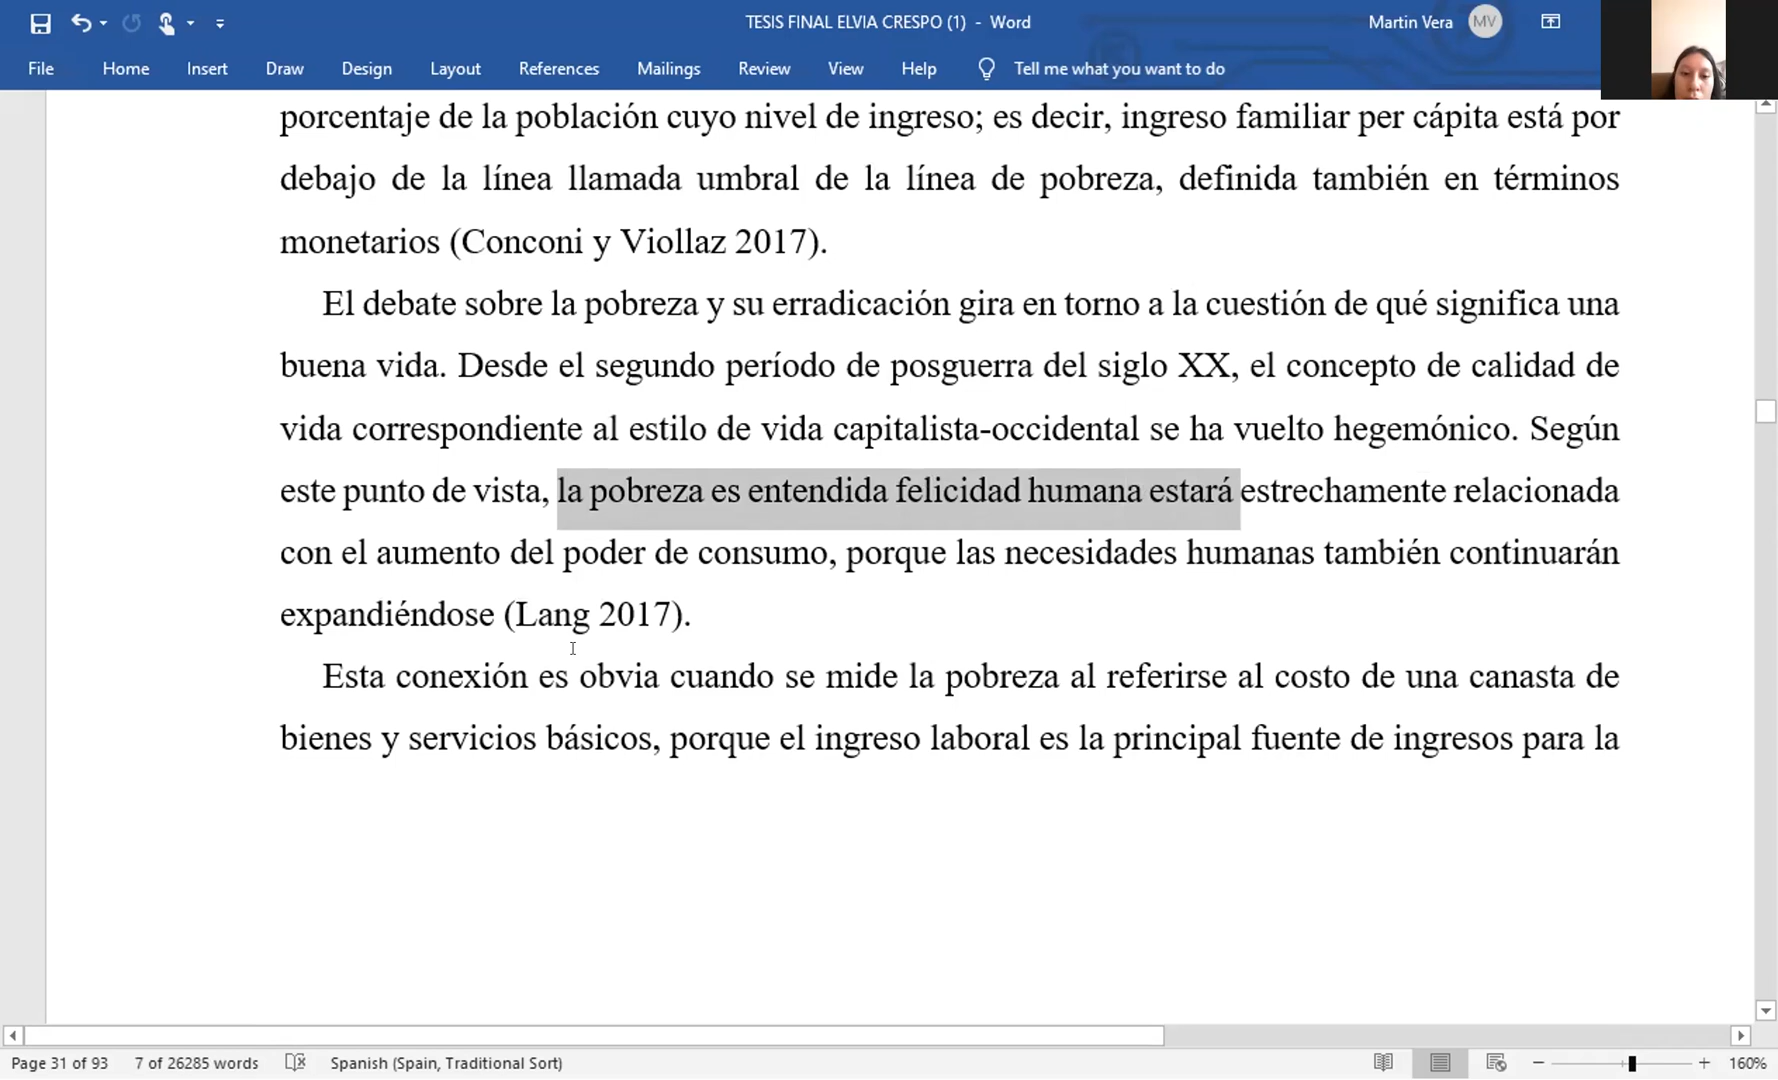 TESIS FINAL ELVIA CRESPO (1) - Word
Martin Vera
MV
File Home Insert Draw Design Layout References Mailings Review View Help Tell me what you want to do
porcentaje de la población cuyo nivel de ingreso; es decir, ingreso familiar per cápita está por
debajo de la línea llamada umbral de la línea de pobreza, definida también en términos
monetarios (Conconi y Viollaz 2017).
El debate sobre la pobreza y su erradicación gira en torno a la cuestión de qué significa una
buena vida. Desde el segundo período de posguerra del siglo XX, el concepto de calidad de
vida correspondiente al estilo de vida capitalista-occidental se ha vuelto hegemónico. Según
este punto de vista, la pobreza es entendida felicidad humana estará estrechamente relacionada
con el aumento del poder de consumo, porque las necesidades humanas también continuarán
expandiéndose (Lang 2017).
Esta conexión es obvia cuando se mide la pobreza al referirse al costo de una canasta de
bienes y servicios básicos, porque el ingreso laboral es la principal fuente de ingresos para la
Page 31 of 93 7 of 26285 words Spanish (Spain, Traditional Sort) 160%